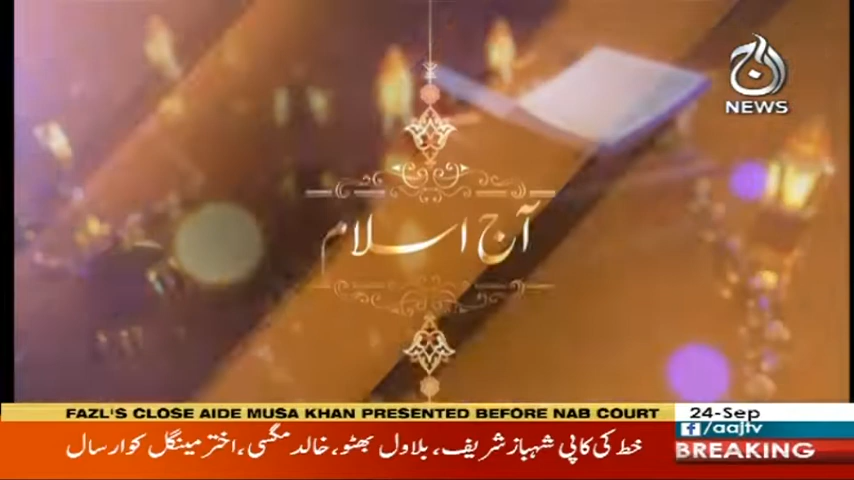 آج
NEWS
آج اسلام
FAZL'S CLOSE AIDE MUSA KHAN PRESENTED BEFORE NAB COURT
24-Sep
f/aajtv
خط کی کاپی شہباز شریف، بلاول بھٹو، خالد مگسی، اختر مینگل کو ارسال
BREAKING